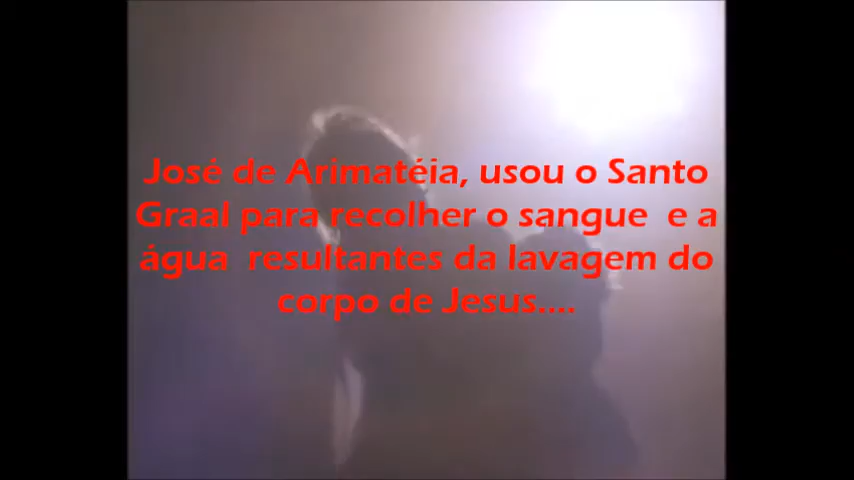 José de Arimatéia, usou o Santo
Graal para recolher o sangue  e a
água  resultantes da lavagem do
corpo de Jesus....